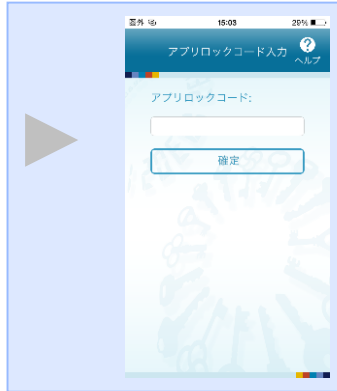 圏外 15:03 29%
アプリロックコード入力 ?
ヘルプ
アプリロックコード:
確定